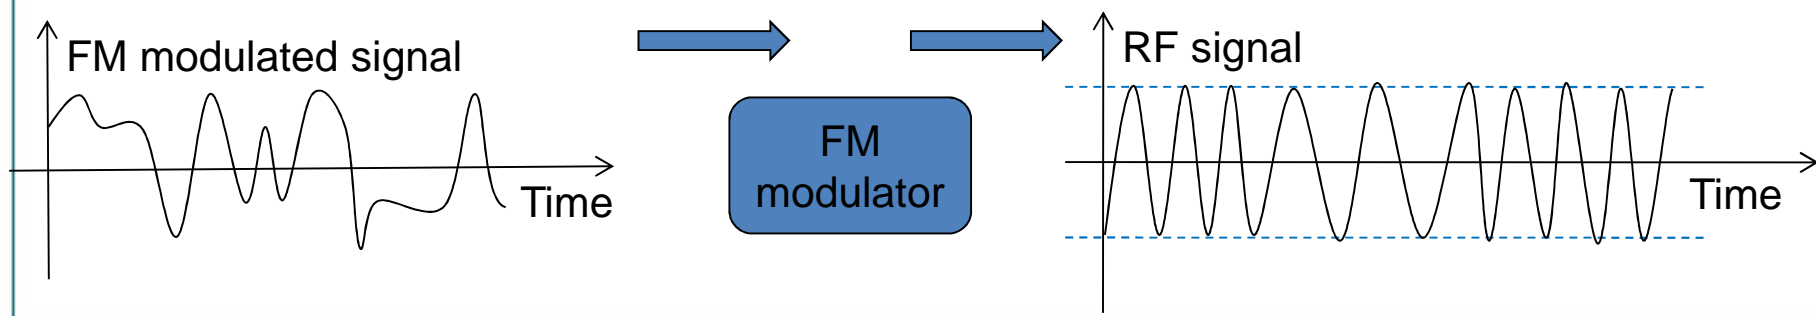 FM modulated signal
Time
FM
modulator
RF signal
Time